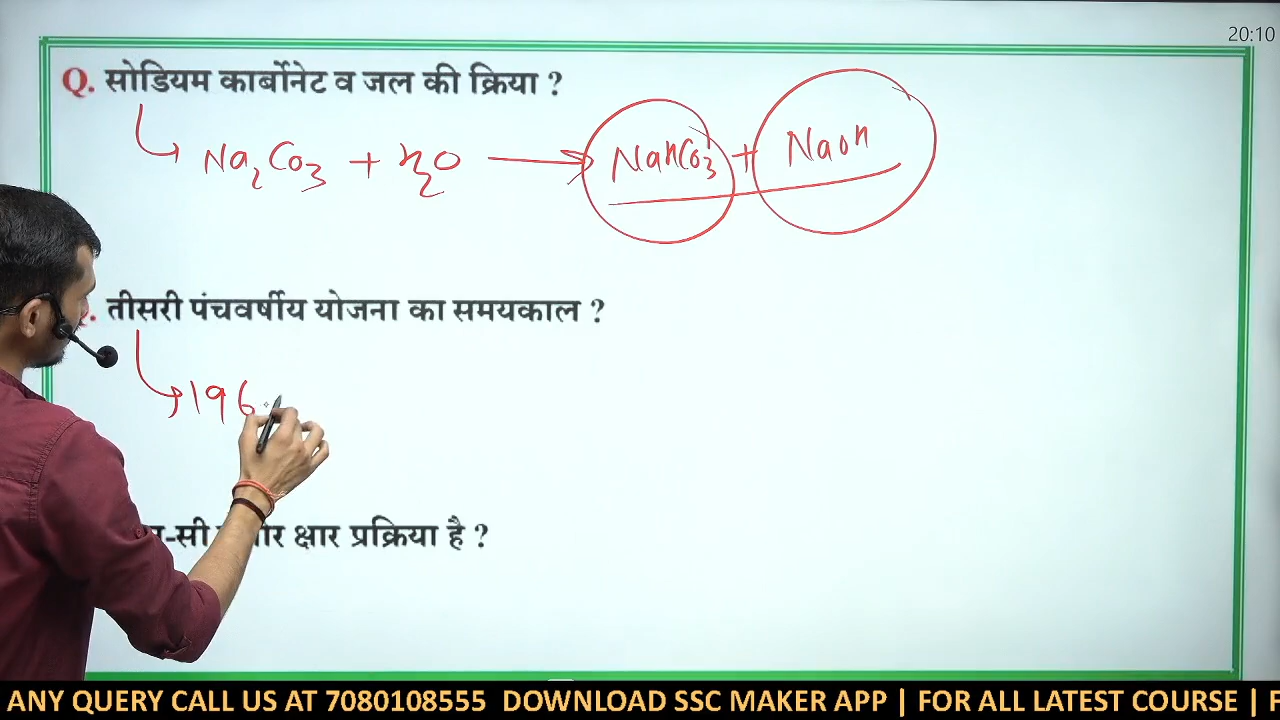 20:10
Q. सोडियम कार्बोनेट व जल की क्रिया ?
Na2CO3 + H2O → NaHCO3 + NaOH
तीसरी पंचवर्षीय योजना का समयकाल ?
196
-सी क्षार प्रक्रिया है ?
ANY QUERY CALL US AT 7080108555 DOWNLOAD SSC MAKER APP | FOR ALL LATEST COURSE | F